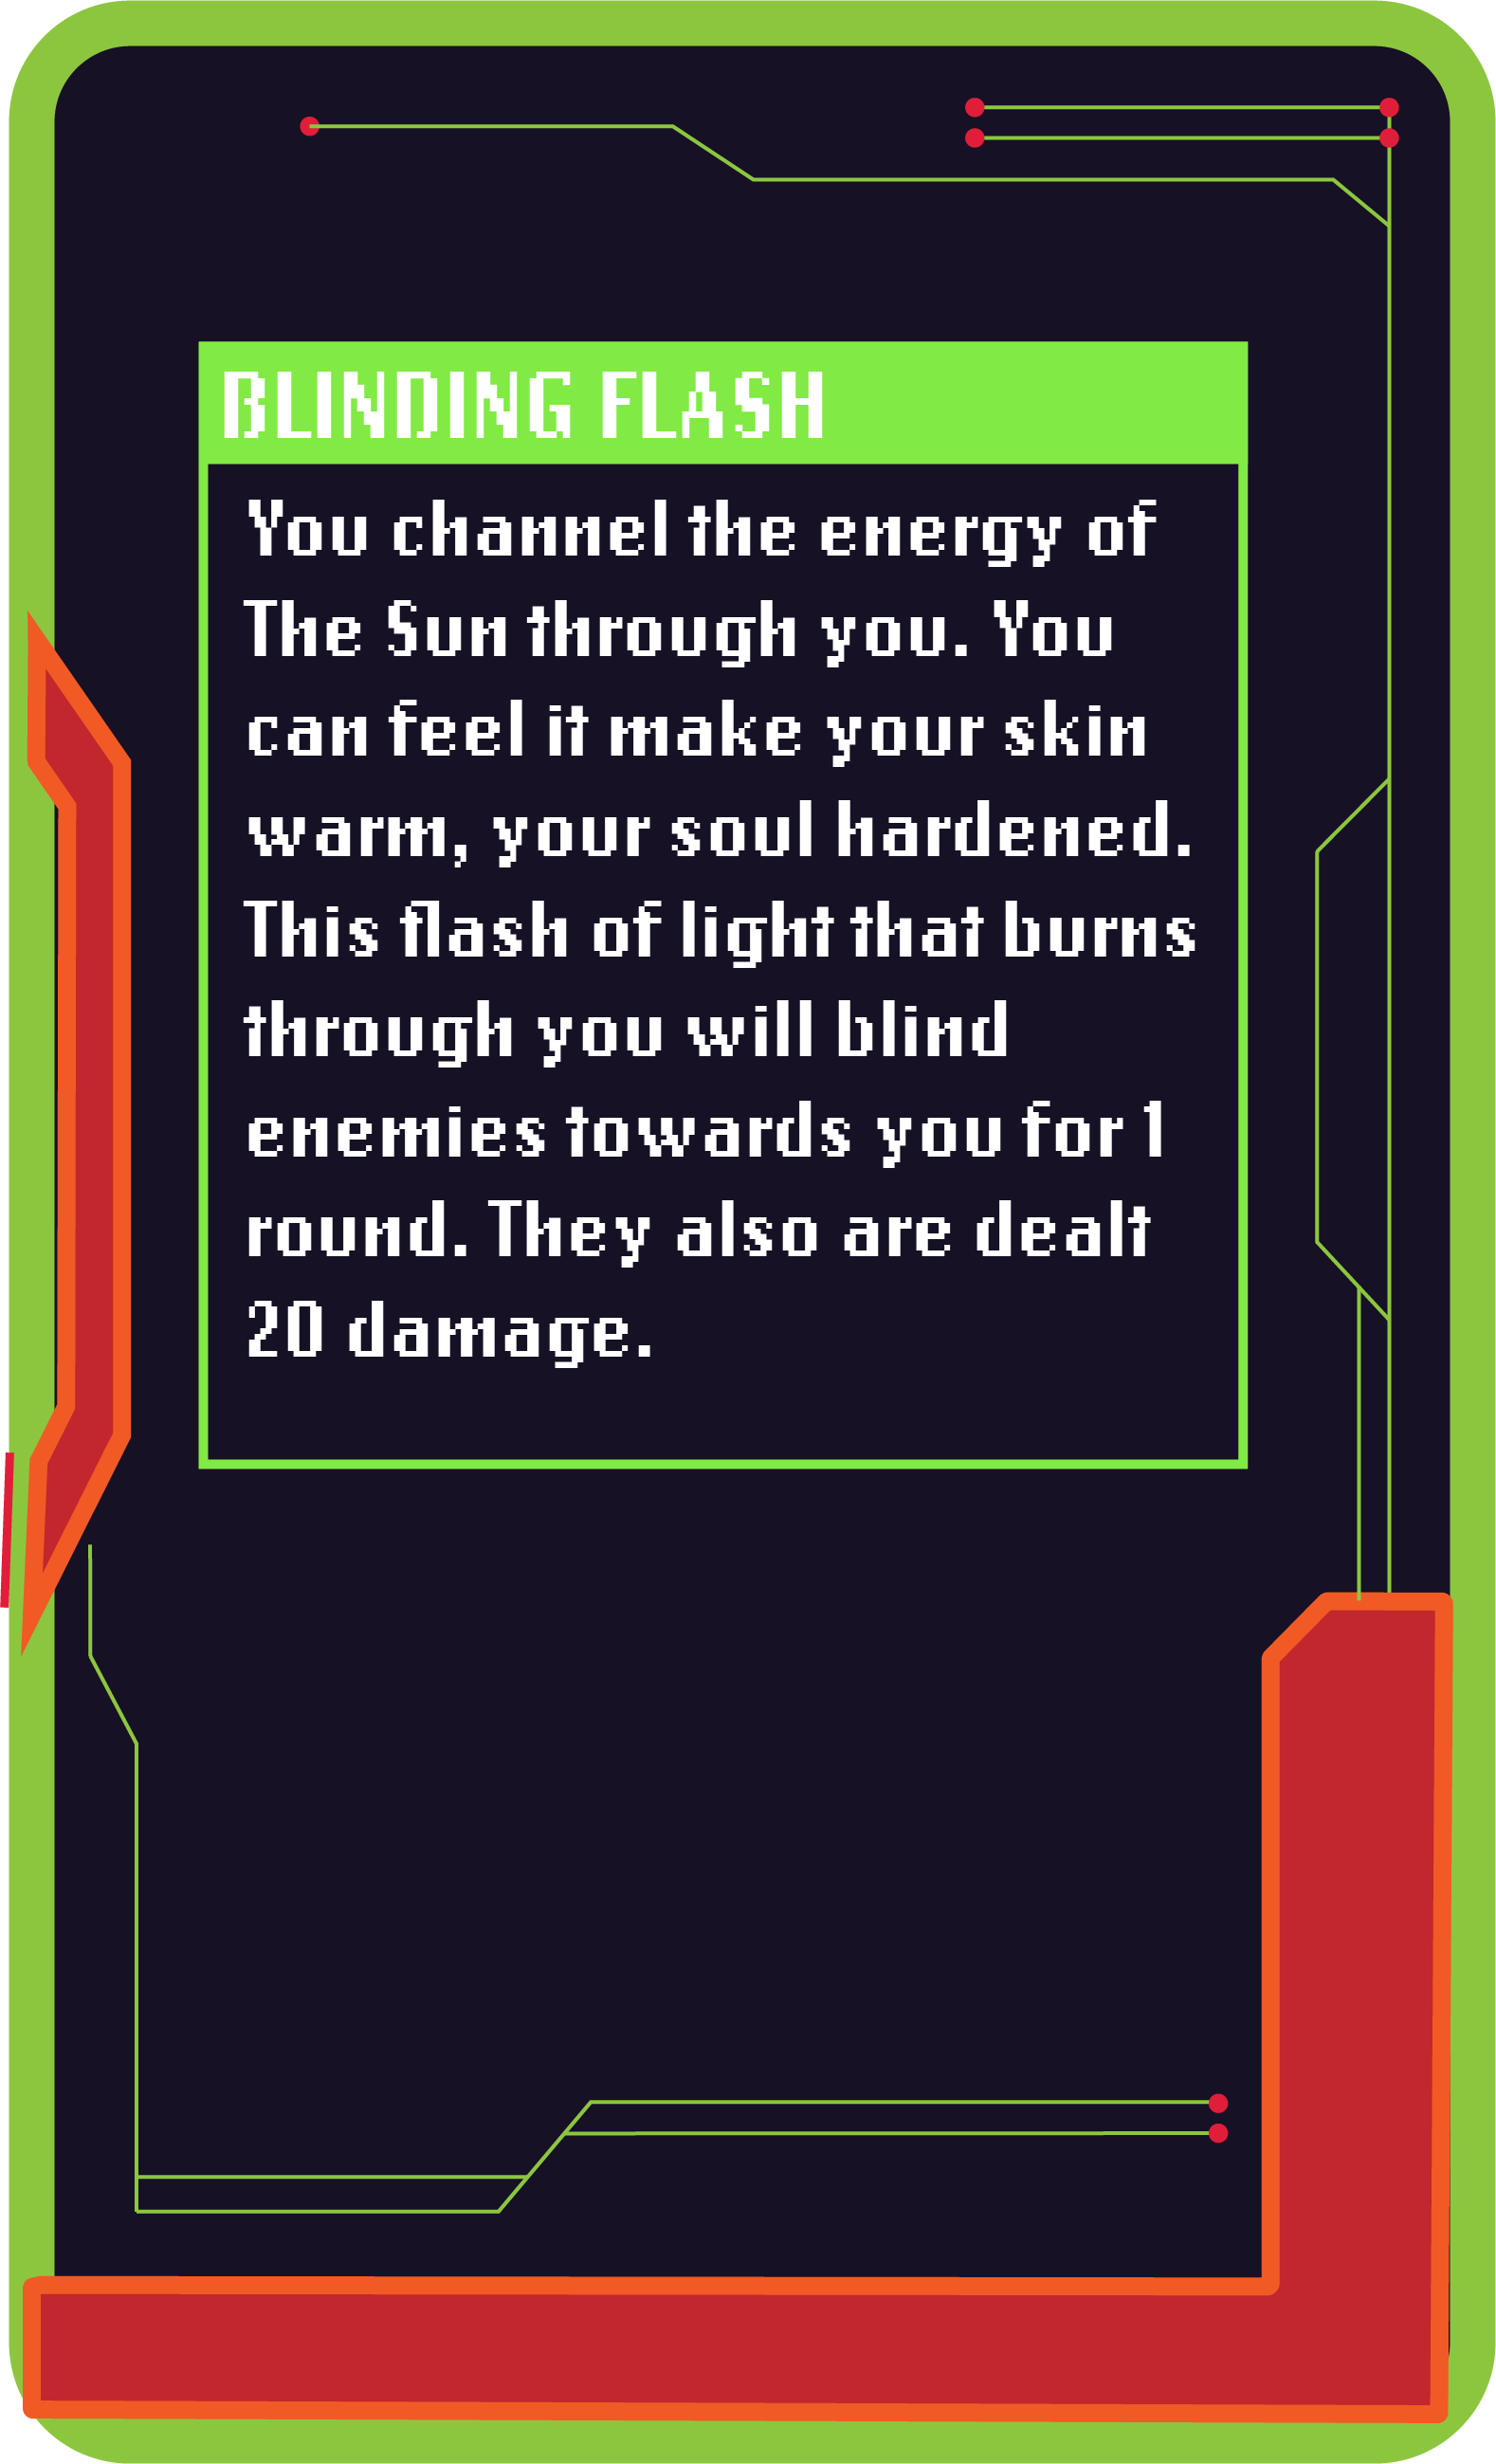 BLINDING FLASH
You channel the energy of
The Sun through you. You
can feel it make your skin
warm, your soul hardened.
This flash of light that burns
through you will blind
enemies towards you for 1
round. They also are dealt
20 damage.